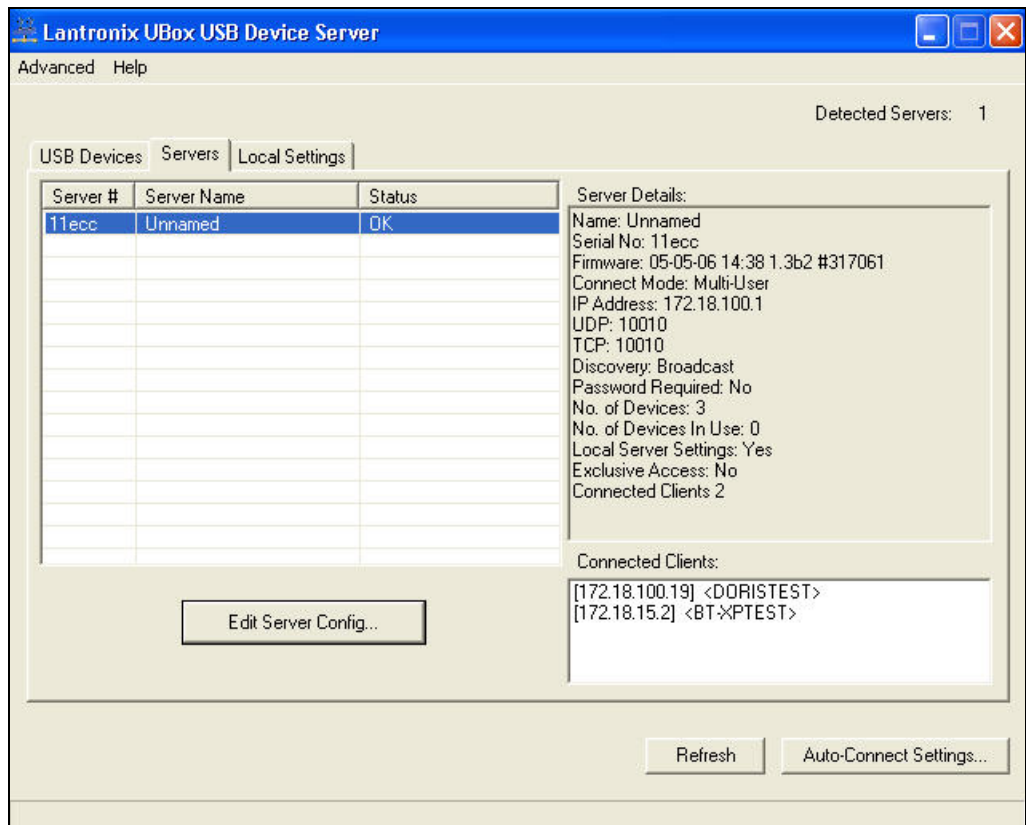 Lantronix UBox USB Device Server
Advanced Help
Detected Servers: 1
USB Devices Servers Local Settings
Server # Server Name Status
11ecc Unnamed OK
Server Details:
Name: Unnamed
Serial No: 11ecc
Firmware: 05-05-06 14:38 1.3b2 #317061
Connect Mode: Multi-User
IP Address: 172.18.100.1
UDP: 10010
TCP: 10010
Discovery: Broadcast
Password Required: No
No. of Devices: 3
No. of Devices In Use: 0
Local Server Settings: Yes
Exclusive Access: No
Connected Clients 2
Connected Clients:
[172.18.100.19] <DORISTEST>
[172.18.15.2] <BT-XPTEST>
Edit Server Config...
Refresh Auto-Connect Settings...